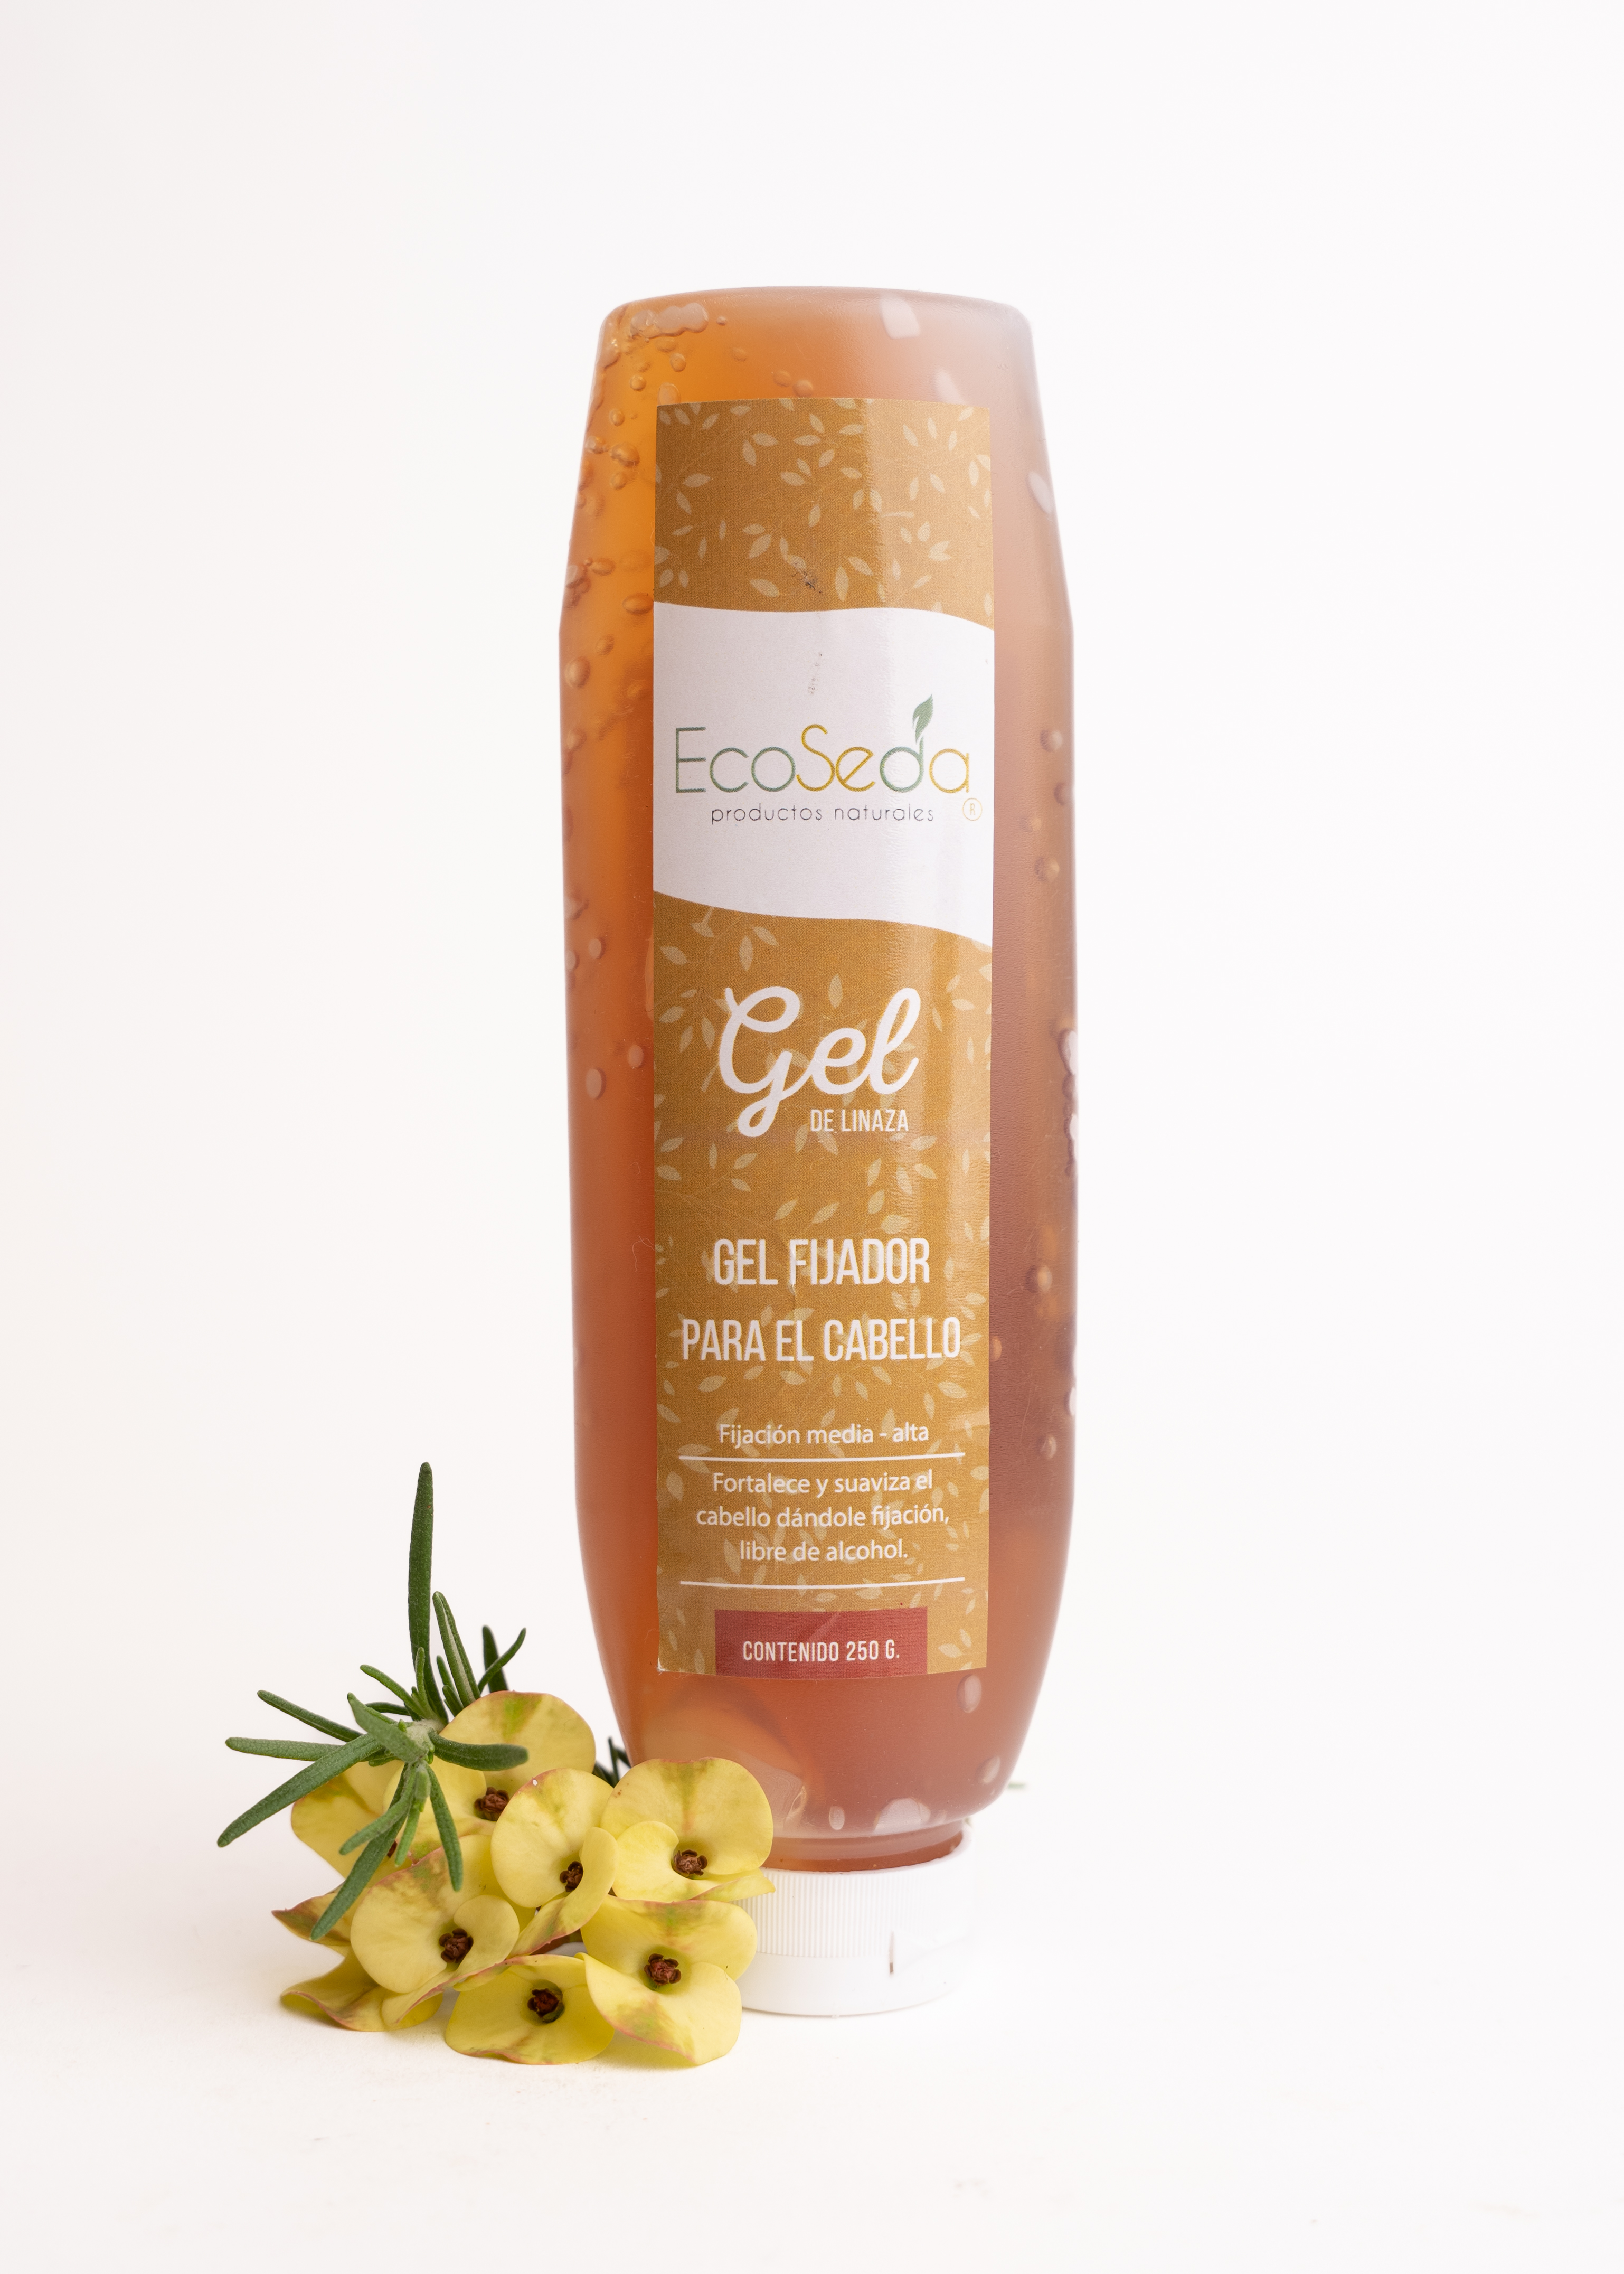 EcoSeda
®
productos naturales
Gel
DE LINAZA
GEL FIJADOR
PARA EL CABELLO
Fijación media - alta
Fortalece y suaviza el
cabello dándole fijación,
libre de alcohol.
CONTENIDO 250 G.